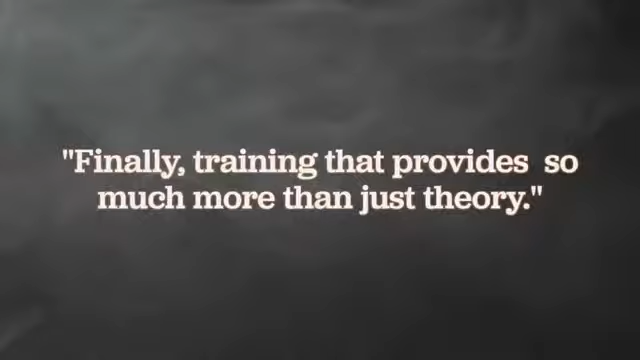 "Finally, training that provides  so
much more than just theory."